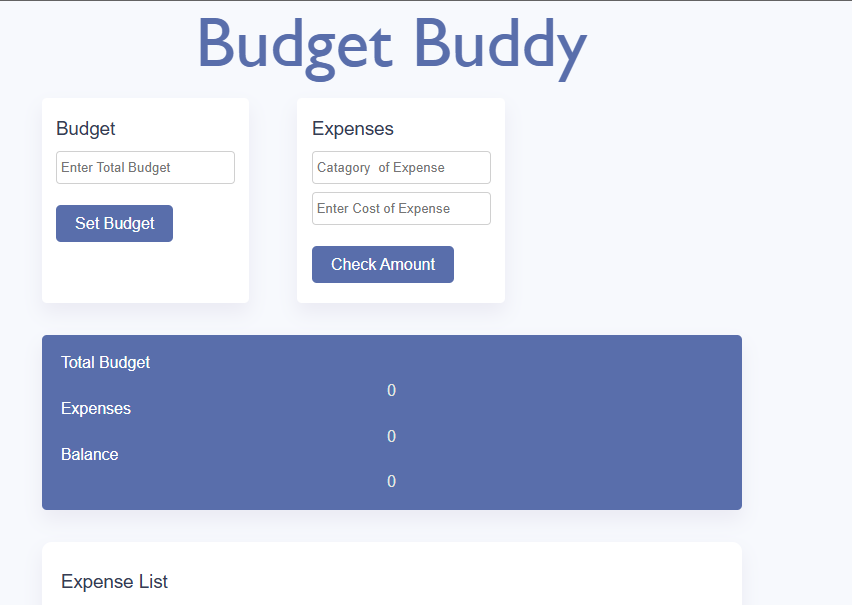 Budget Buddy
Budget
Enter Total Budget
Set Budget
Expenses
Catagory  of Expense
Enter Cost of Expense
Check Amount
Total Budget
0
Expenses
0
Balance
0
Expense List